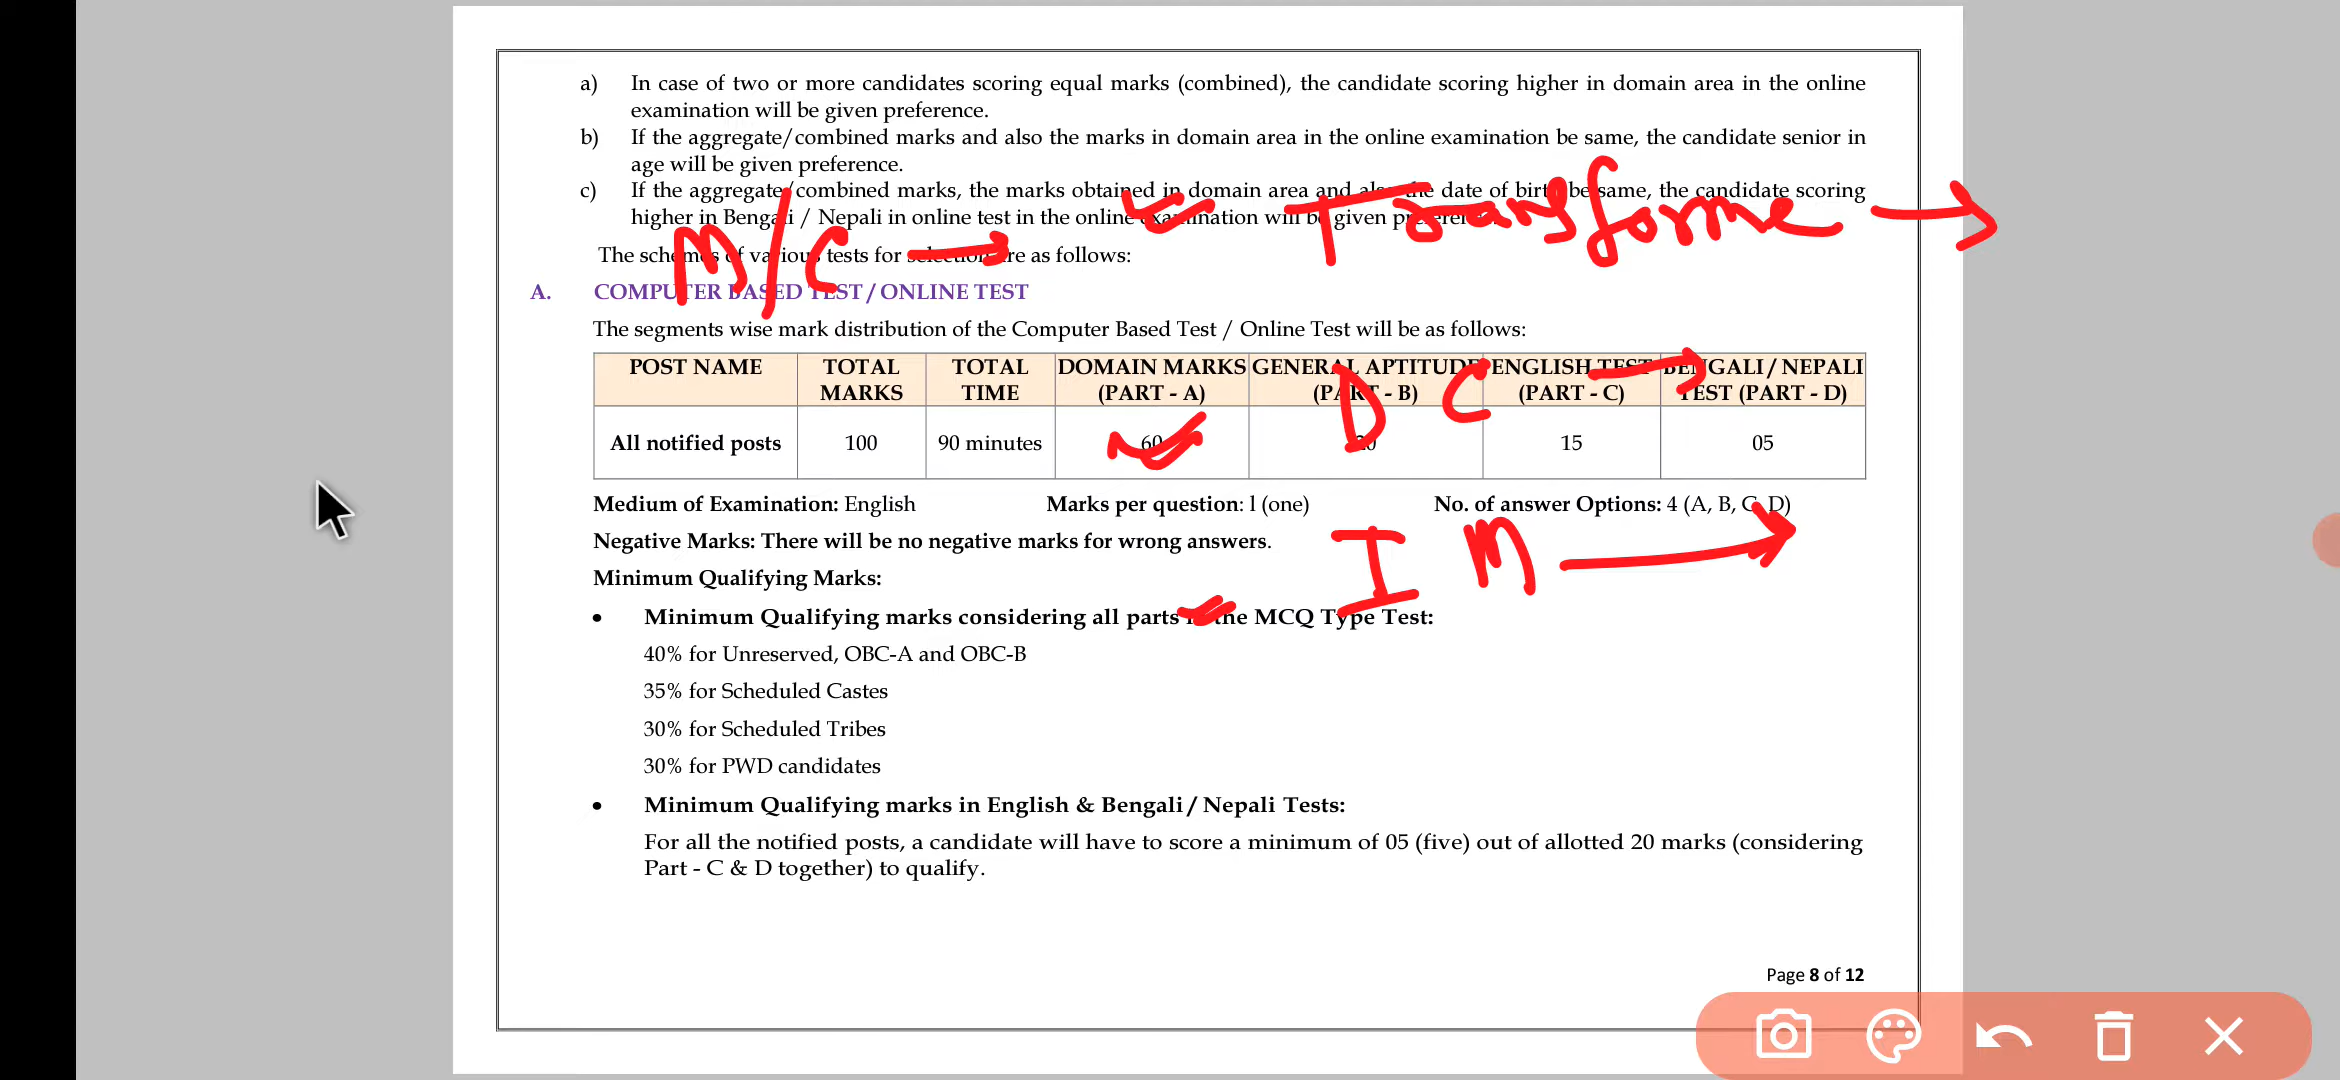 a) In case of two or more candidates scoring equal marks (combined), the candidate scoring higher in domain area in the online
examination will be given preference.
b) If the aggregate/combined marks and also the marks in domain area in the online examination be same, the candidate senior in
age will be given preference.
c) If the aggregate/combined marks, the marks obtained in domain area and also the date of birth be same, the candidate scoring
higher in Bengali / Nepali in online test in the online examination will be given preference.
Transforme
M/C
The schemes of various tests for selection are as follows:
A. COMPUTER BASED TEST / ONLINE TEST
The segments wise mark distribution of the Computer Based Test / Online Test will be as follows:
POST NAME TOTAL MARKS TOTAL TIME DOMAIN MARKS (PART - A) GENERAL APTITUDE (PART - B) ENGLISH TEST (PART - C) BENGALI / NEPALI TEST (PART - D)
D C
All notified posts 100 90 minutes 60 20 15 05
Medium of Examination: English Marks per question: 1 (one) No. of answer Options: 4 (A, B, C, D)
Negative Marks: There will be no negative marks for wrong answers.
I M
Minimum Qualifying Marks:
• Minimum Qualifying marks considering all parts in the MCQ Type Test:
40% for Unreserved, OBC-A and OBC-B
35% for Scheduled Castes
30% for Scheduled Tribes
30% for PWD candidates
• Minimum Qualifying marks in English & Bengali / Nepali Tests:
For all the notified posts, a candidate will have to score a minimum of 05 (five) out of allotted 20 marks (considering
Part - C & D together) to qualify.
Page 8 of 12